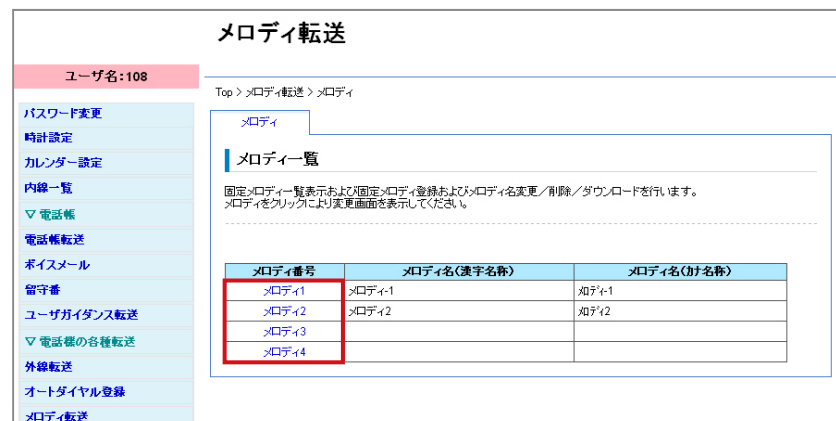 メロディ転送
ユーザ名:108
Top > メロディ転送 > メロディ
パスワード変更
時計設定
カレンダー設定
内線一覧
▽ 電話帳
電話帳転送
ボイスメール
留守番
ユーザガイダンス転送
▽ 電話機の各種転送
外線転送
オートダイヤル登録
メロディ転送
メロディ
メロディ一覧
固定メロディ一覧表示および固定メロディ登録およびメロディ名変更／削除／ダウンロードを行います。
メロディをクリックにより変更画面を表示してください。
メロディ番号 メロディ名(漢字名称) メロディ名(ｶﾅ名称)
メロディ1 メロディ-1 ﾒﾛﾃﾞｨ-1
メロディ2 メロディ2 ﾒﾛﾃﾞｨ2
メロディ3
メロディ4